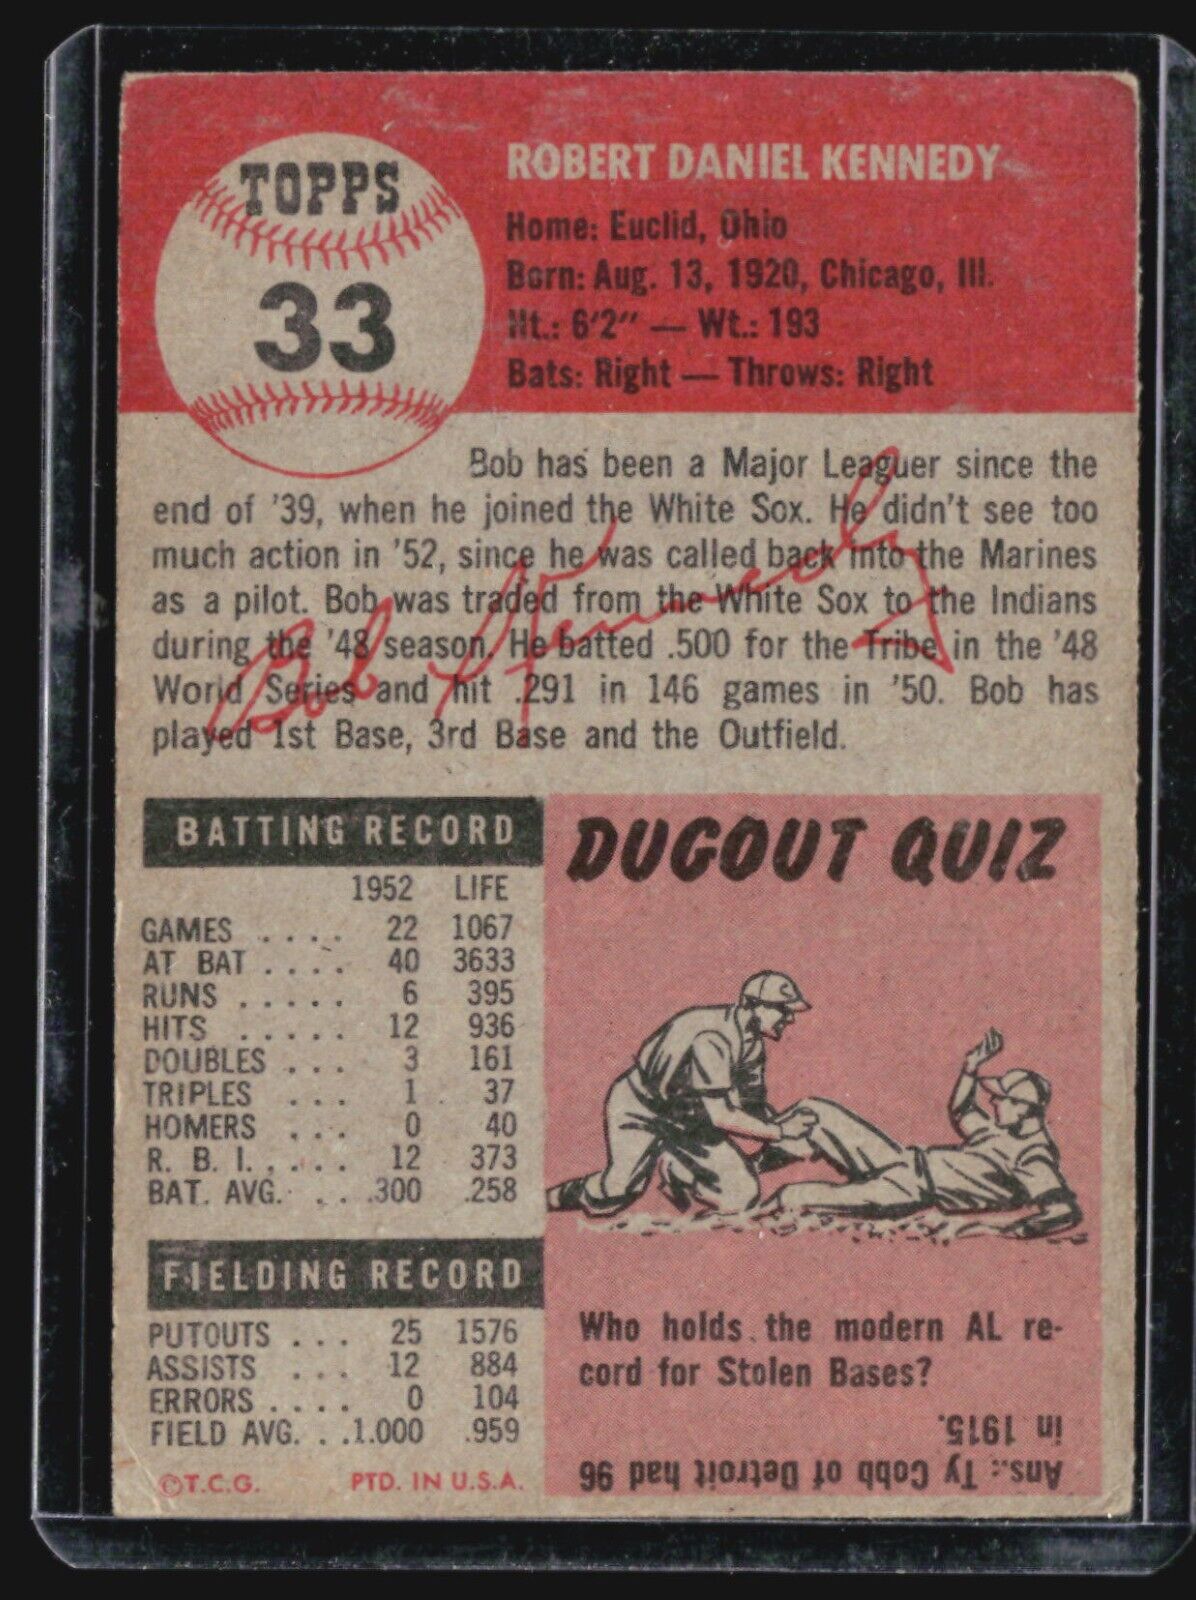 TOPPS
33
ROBERT DANIEL KENNEDY
Home: Euclid, Ohio
Born: Aug. 13, 1920, Chicago, Ill.
Ht.: 6'2" — Wt.: 193
Bats: Right — Throws: Right
Bob has been a Major Leaguer since the
end of '39, when he joined the White Sox. He didn't see too
much action in '52, since he was called back into the Marines
as a pilot. Bob was traded from the White Sox to the Indians
during the '48 season. He batted .500 for the Tribe in the '48
World Series and hit .291 in 146 games in '50. Bob has
played 1st Base, 3rd Base and the Outfield.
Bob Kennedy
BATTING RECORD
1952 LIFE
GAMES .... 22 1067
AT BAT .... 40 3633
RUNS ..... 6 395
HITS ..... 12 936
DOUBLES ... 3 161
TRIPLES ... 1 37
HOMERS ... 0 40
R. B. I. .... 12 373
BAT. AVG. . . .300 .258
FIELDING RECORD
PUTOUTS ... 25 1576
ASSISTS ... 12 884
ERRORS .... 0 104
FIELD AVG. . .1.000 .959
©T.C.G. PTD. IN U.S.A.
DUGOUT QUIZ
Who holds the modern AL re-
cord for Stolen Bases?
Ans.: Ty Cobb of Detroit had 96
in 1915.